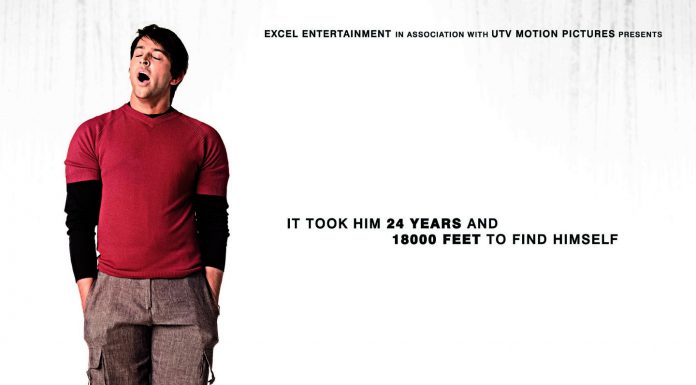 EXCEL ENTERTAINMENT IN ASSOCIATION WITH UTV MOTION PICTURES PRESENTS
IT TOOK HIM 24 YEARS AND
18000 FEET TO FIND HIMSELF